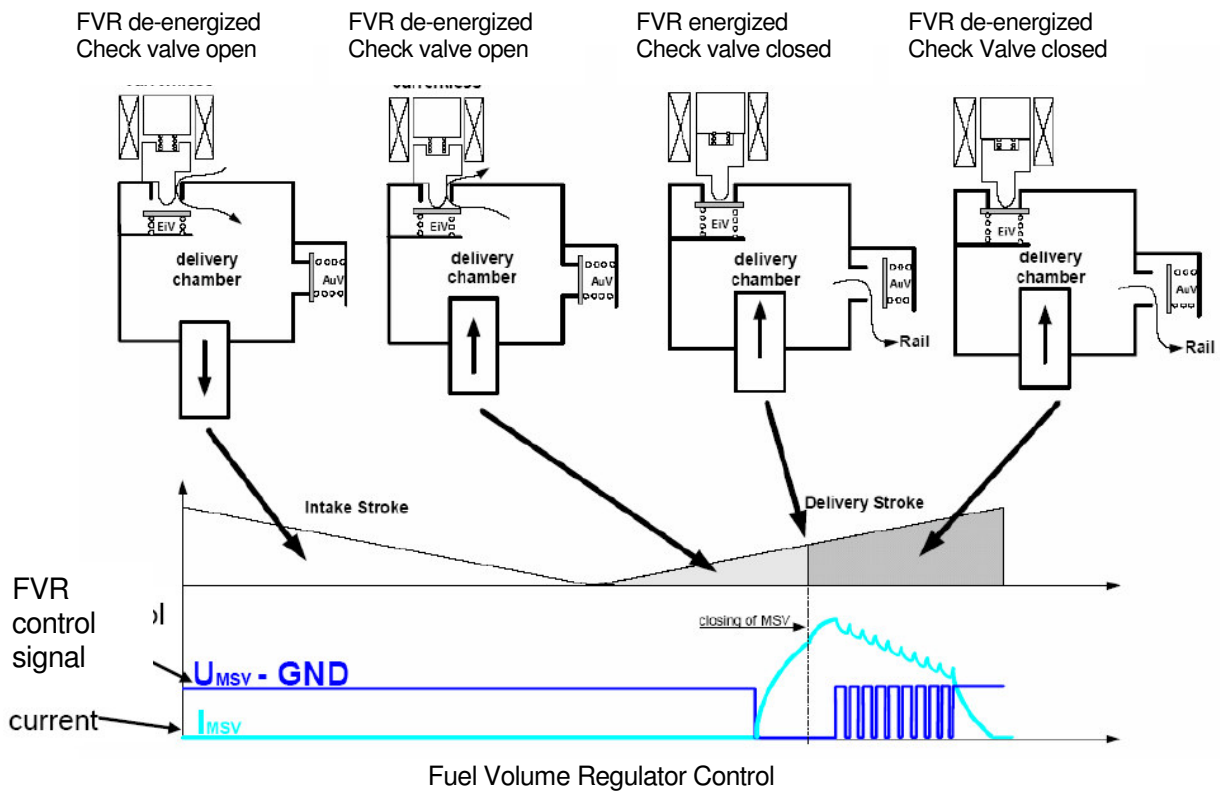 FVR de-energized
Check valve open
FVR de-energized
Check valve open
FVR energized
Check valve closed
FVR de-energized
Check Valve closed
EiV
delivery
chamber
AuV
EiV
delivery
chamber
AuV
EiV
delivery
chamber
AuV
Rail
EiV
delivery
chamber
AuV
Rail
Intake Stroke
Delivery Stroke
FVR
control
signal
closing of MSV
UMSV - GND
current
IMSV
Fuel Volume Regulator Control